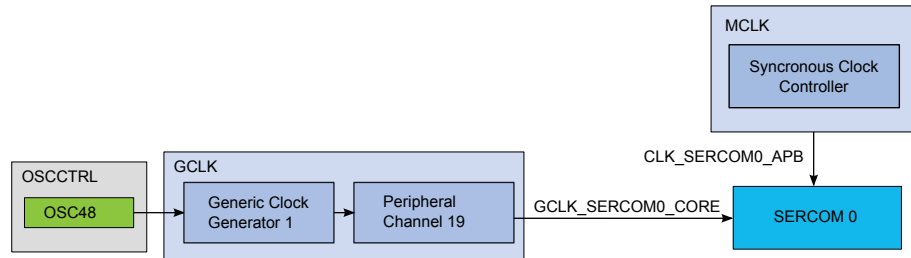 MCLK
Syncronous Clock
Controller
CLK_SERCOM0_APB
OSCCTRL
OSC48
GCLK
Generic Clock
Generator 1
Peripheral
Channel 19
GCLK_SERCOM0_CORE
SERCOM 0